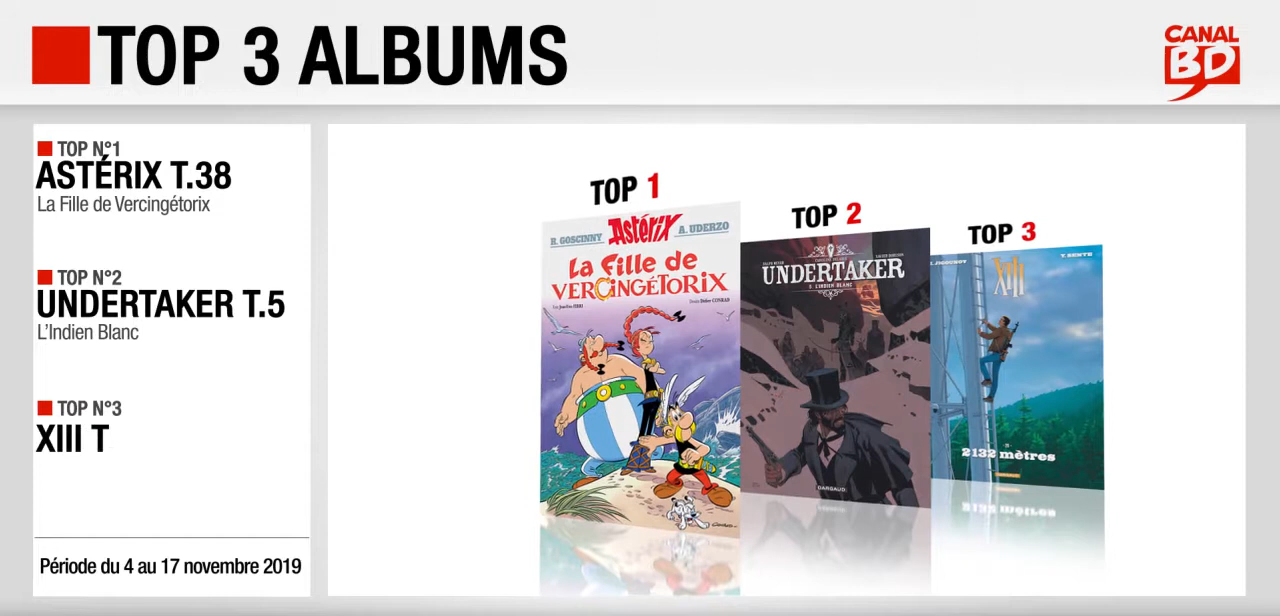 TOP 3 ALBUMS
CANAL
BD
TOP N°1
ASTÉRIX T.38
La Fille de Vercingétorix
TOP N°2
UNDERTAKER T.5
L'Indien Blanc
TOP N°3
XIII T
Période du 4 au 17 novembre 2019
TOP 1
R. GOSCINNY Astérix A. UDERZO
La Fille de
VERCINGÉTORIX
TOP 2
UNDERTAKER
L'INDIEN BLANC
DARGAUD
TOP 3
XIII
2132 mètres